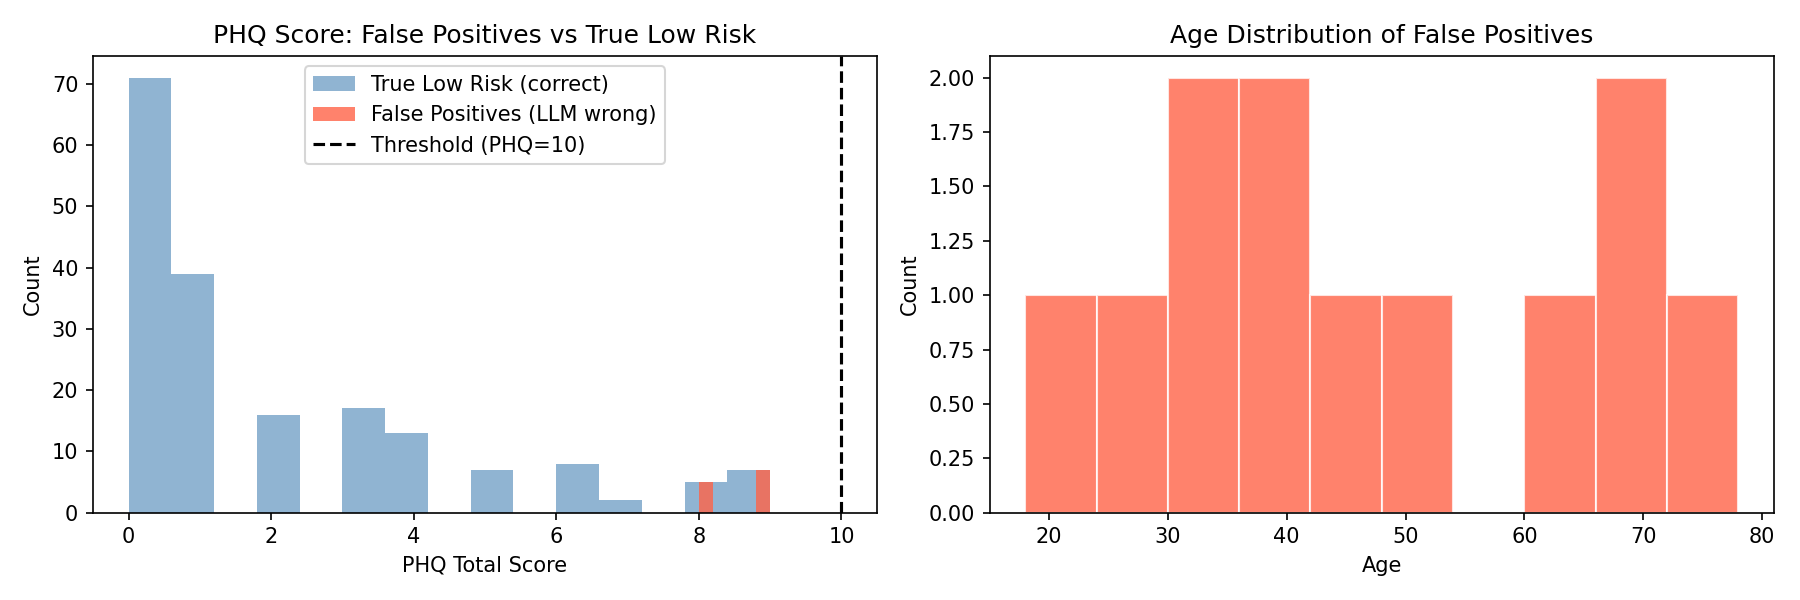 PHQ Score: False Positives vs True Low Risk
True Low Risk (correct)
False Positives (LLM wrong)
Threshold (PHQ=10)
70
60
50
40
30
20
10
0
Count
0 2 4 6 8 10
PHQ Total Score
Age Distribution of False Positives
2.00
1.75
1.50
1.25
1.00
0.75
0.50
0.25
0.00
Count
20 30 40 50 60 70 80
Age